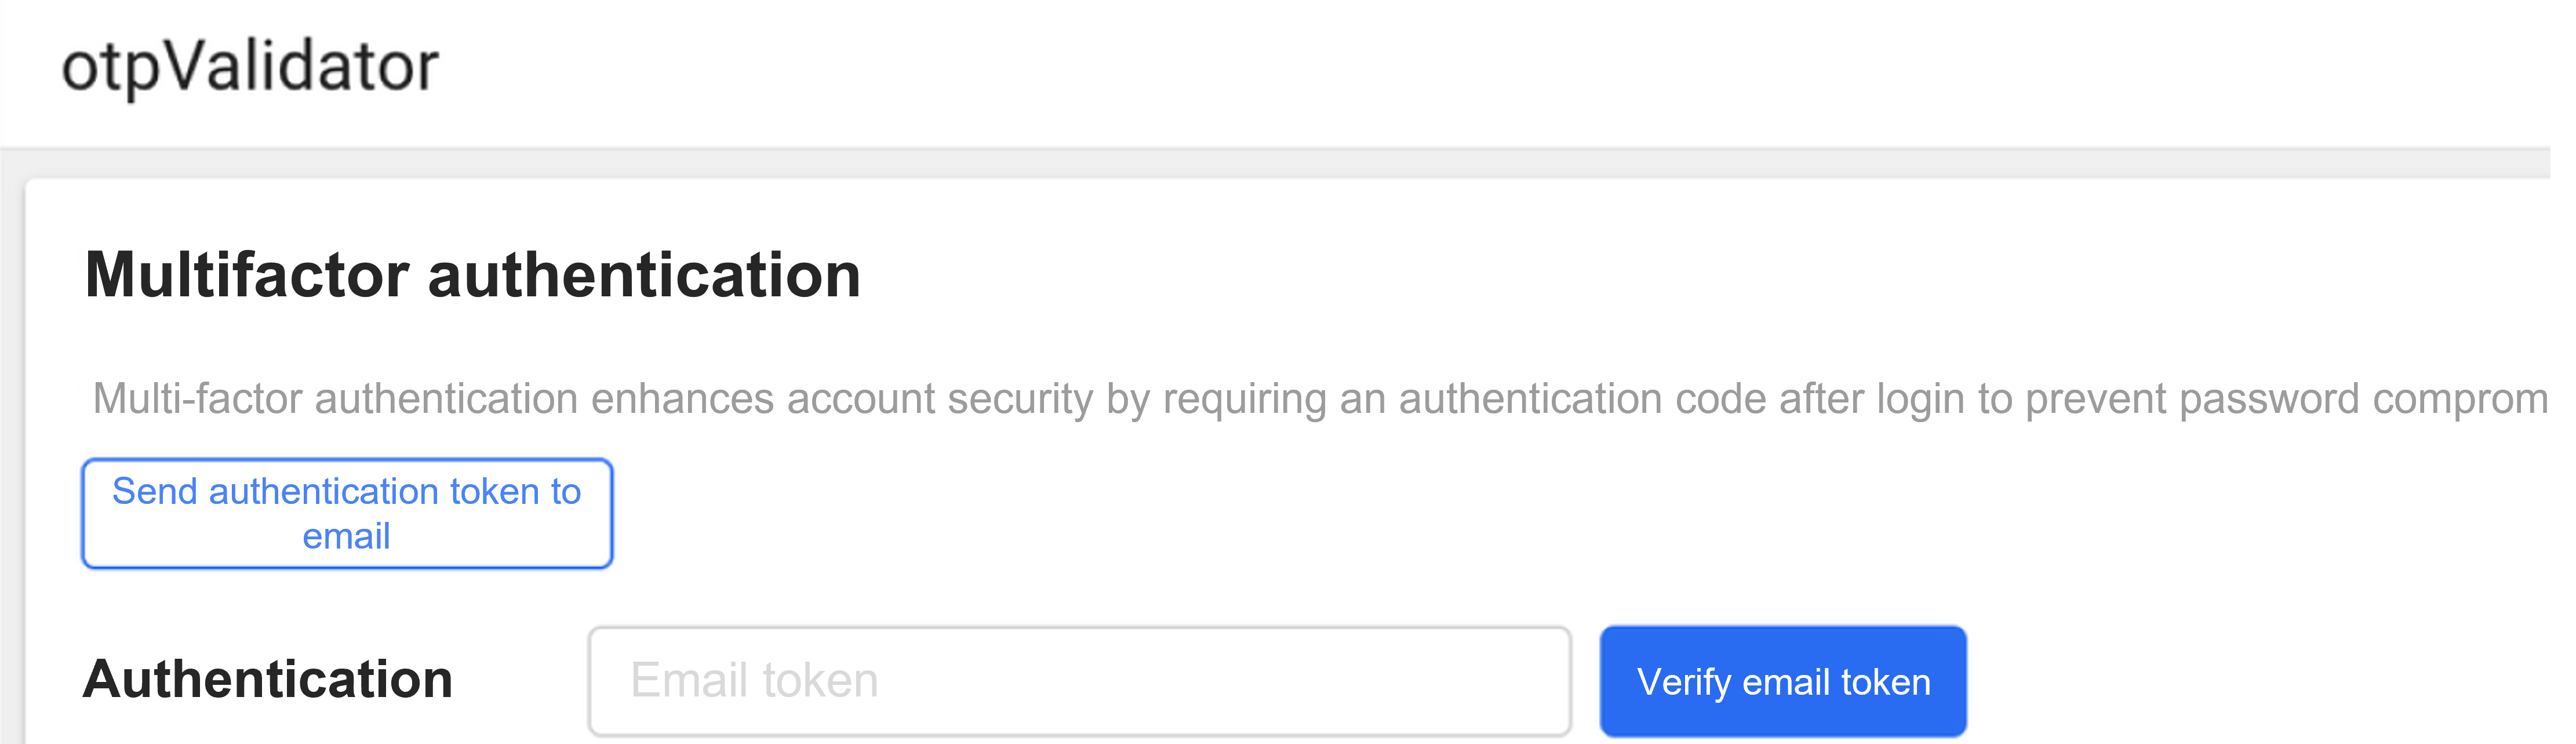 otpValidator
Multifactor authentication
Multi-factor authentication enhances account security by requiring an authentication code after login to prevent password comprom
Send authentication token to
email
Authentication
Email token
Verify email token